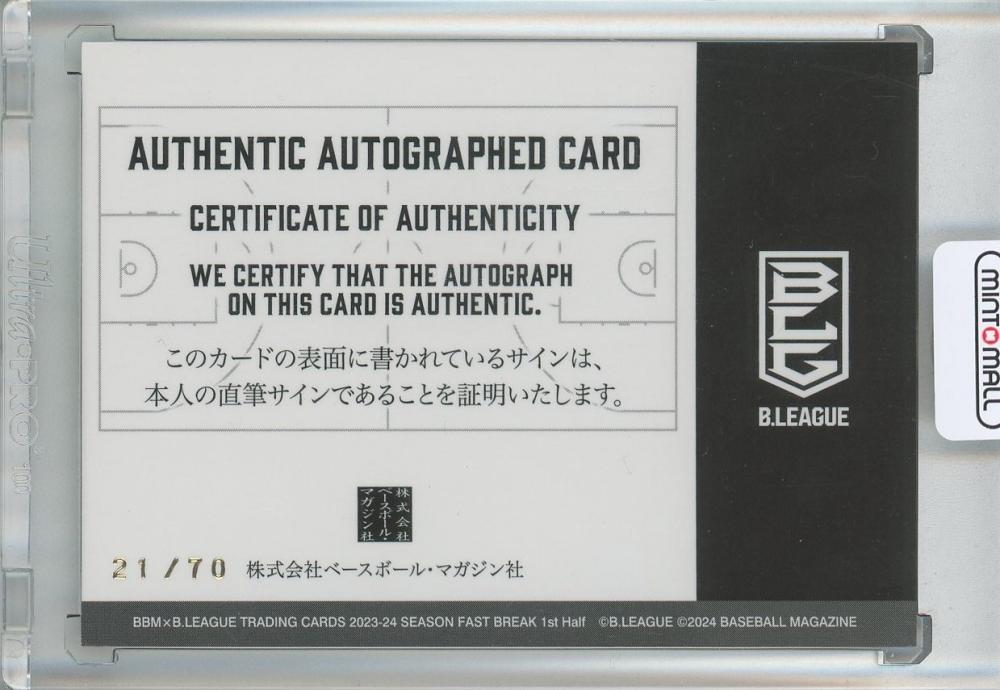 AUTHENTIC AUTOGRAPHED CARD
CERTIFICATE OF AUTHENTICITY
WE CERTIFY THAT THE AUTOGRAPH
ON THIS CARD IS AUTHENTIC.
このカードの表面に書かれているサインは、
本人の直筆サインであることを証明いたします。
株式会社
ベースボール・
マガジン社
21/70 株式会社ベースボール・マガジン社
BBM×B.LEAGUE TRADING CARDS 2023-24 SEASON FAST BREAK 1st Half ©B.LEAGUE ©2024 BASEBALL MAGAZINE
BLG
B.LEAGUE
MINT MALL
Ultra·PRO